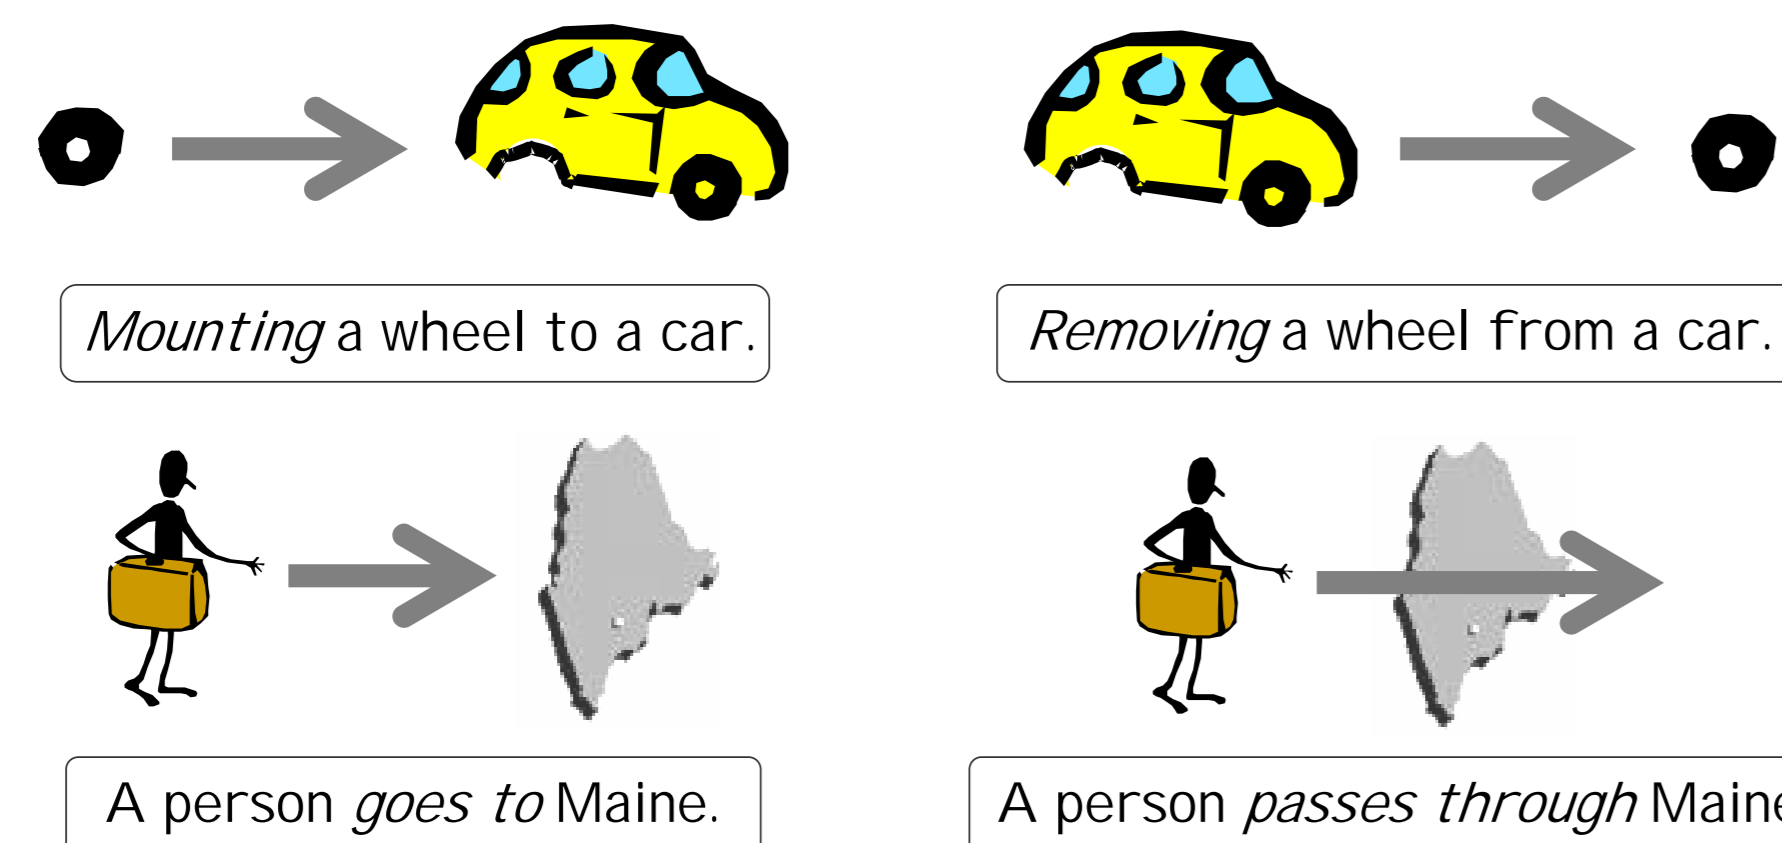 Mounting a wheel to a car.
Removing a wheel from a car.
A person goes to Maine.
A person passes through Maine